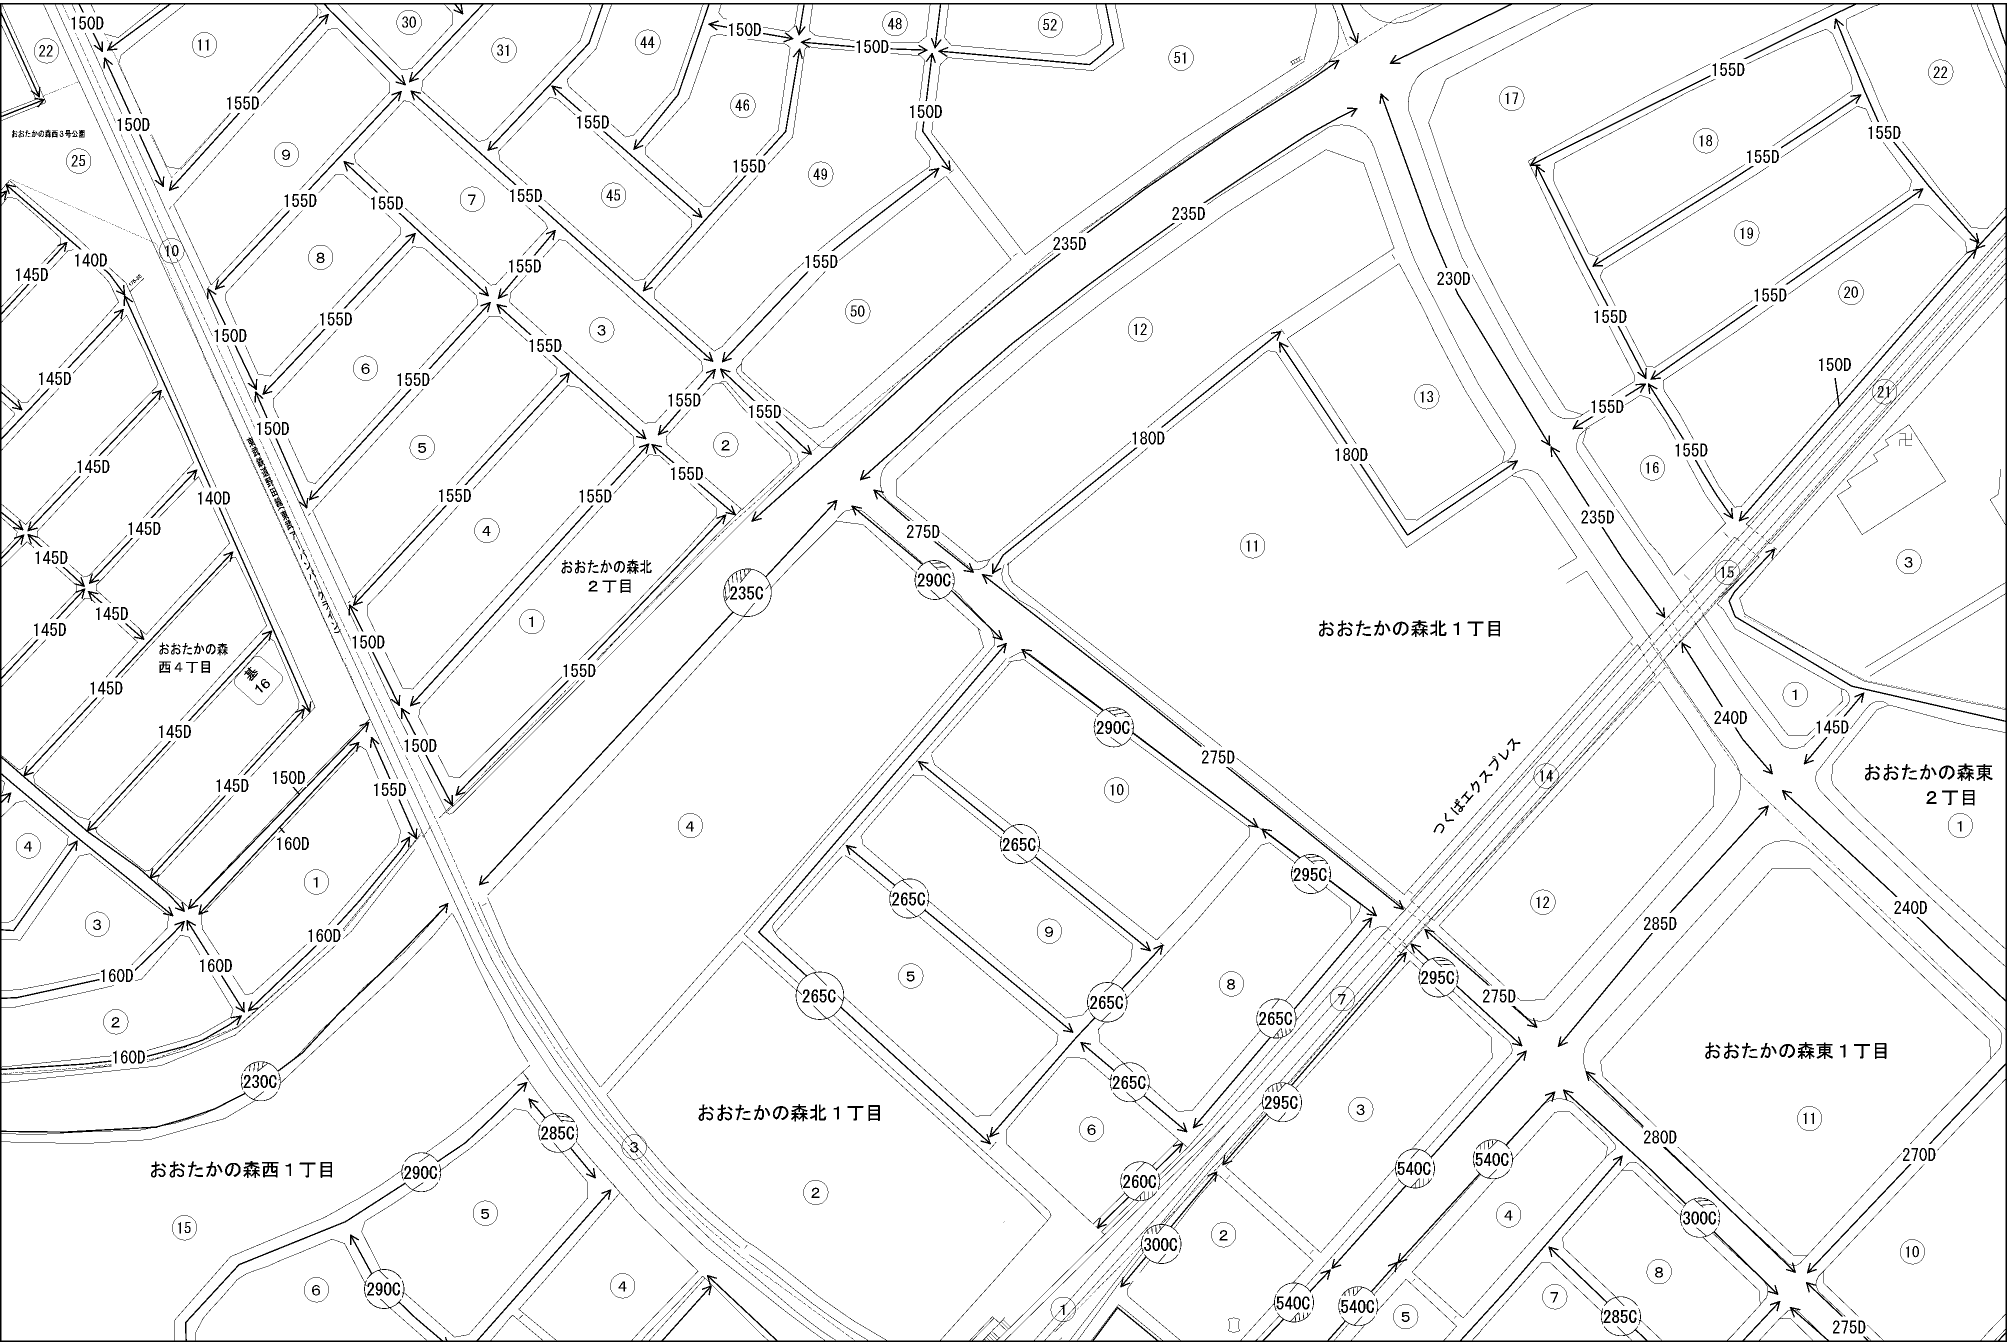 150D
22
11
30
31
44
150D
48
150D
52
51
155D
17
155D
22
150D
155D
46
150D
18
155D
おおたかの森西3号公園
25
9
155D
155D
155D
49
155D
19
7
45
155D
155D
155D
235D
235D
10
140D
145D
8
155D
155D
230D
20
155D
155D
50
12
150D
155D
3
155D
6
155D
145D
155D
150D
13
155D
155D
155D
21
150D
5
2
180D
180D
155D
16
145D
155D
155D
155D
140D
4
275D
235D
11
15
3
145D
145D
おおたかの森北
2丁目
290C
235C
145D
145D
150D
1
おおたかの森北1丁目
おおたかの森
西4丁目
基
16
155D
1
145D
145D
150D
290C
275D
240D
145D
つくばエクスプレス
14
おおたかの森東
2丁目
1
145D
150D
155D
10
4
160D
265C
4
1
295C
265C
12
285D
240D
3
160D
9
160D
160D
5
8
295C
275D
265C
265C
265C
7
2
160D
230C
265C
295C
3
おおたかの森東1丁目
11
おおたかの森北1丁目
285C
3
6
280D
270D
おおたかの森西1丁目
290C
2
260C
540C
540C
15
5
300C
2
4
300C
10
6
290C
4
1
540C
540C
5
7
8
285C
275D